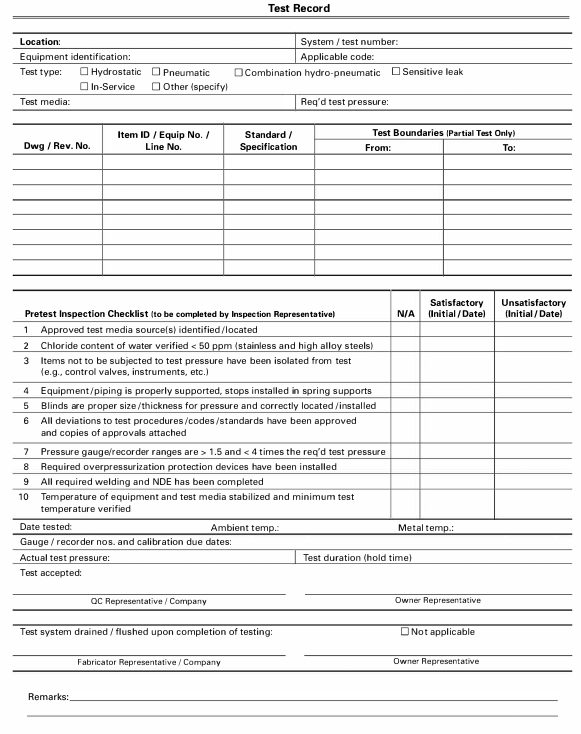 Test Record
Location: System / test number:
Equipment identification: Applicable code:
Test type: ☐ Hydrostatic ☐ Pneumatic ☐ Combination hydro-pneumatic ☐ Sensitive leak
☐ In-Service ☐ Other (specify)
Test media: Req'd test pressure:
Dwg / Rev. No. Item ID / Equip No. / Line No. Standard / Specification Test Boundaries (Partial Test Only)
From: To:
Pretest Inspection Checklist (to be completed by Inspection Representative) N/A Satisfactory (Initial/Date) Unsatisfactory (Initial/Date)
1 Approved test media source(s) identified/located
2 Chloride content of water verified < 50 ppm (stainless and high alloy steels)
3 Items not to be subjected to test pressure have been isolated from test
(e.g., control valves, instruments, etc.)
4 Equipment/piping is properly supported, stops installed in spring supports
5 Blinds are proper size/thickness for pressure and correctly located/installed
6 All deviations to test procedures/codes/standards have been approved
and copies of approvals attached
7 Pressure gauge/recorder ranges are > 1.5 and < 4 times the req'd test pressure
8 Required overpressurization protection devices have been installed
9 All required welding and NDE has been completed
10 Temperature of equipment and test media stabilized and minimum test
temperature verified
Date tested: Ambient temp.: Metal temp.:
Gauge / recorder nos. and calibration due dates:
Actual test pressure: Test duration (hold time)
Test accepted:
QC Representative / Company Owner Representative
Test system drained / flushed upon completion of testing: ☐ Not applicable
Fabricator Representative / Company Owner Representative
Remarks: